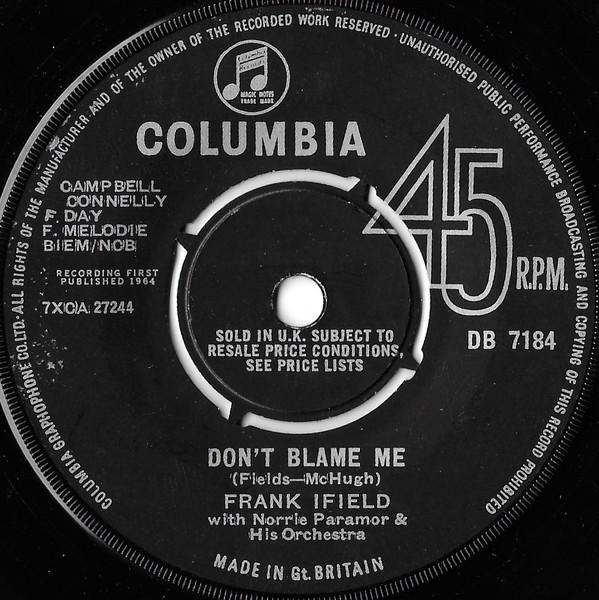 COLUMBIA GRAPHOPHONE CO. LTD. · ALL RIGHTS OF THE MANUFACTURER AND OF THE OWNER OF THE RECORDED WORK RESERVED · UNAUTHORISED PUBLIC PERFORMANCE BROADCASTING AND COPYING OF THIS RECORD PROHIBITED
MAGIC NOTES
TRADE MARK
COLUMBIA
CAMPBELL
CONNELLY
F. DAY
F. MELODIE
BIEM/NCB
RECORDING FIRST
PUBLISHED 1964
7XCA 27244
45
R.P.M.
DB 7184
SOLD IN U.K. SUBJECT TO
RESALE PRICE CONDITIONS,
SEE PRICE LISTS
DON'T BLAME ME
(Fields—McHugh)
FRANK IFIELD
with Norrie Paramor &
His Orchestra
MADE IN Gt. BRITAIN